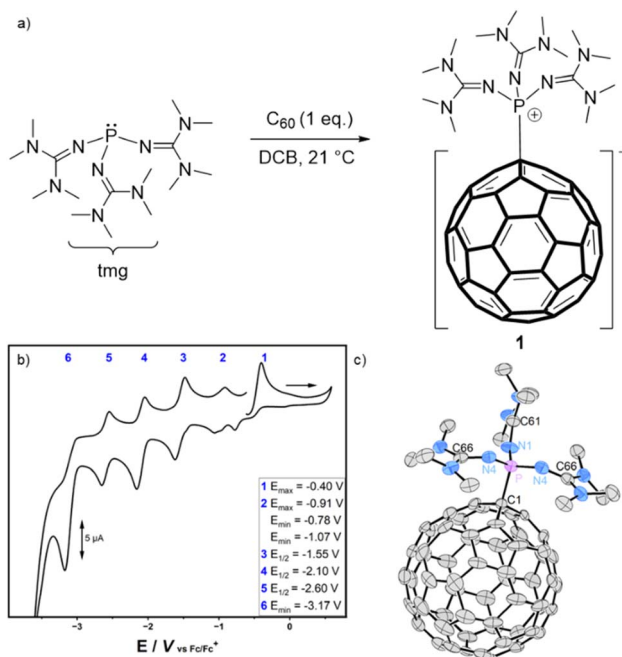 a)
N
N
N
N
P
N
N
N
N
N
tmg
C60 (1 eq.)
DCB, 21 °C
N
N
N
N
N
N
N
N
N
P
⊕
-
1
b)
6 5 4 3 2 1
5 µA
1 Emax = -0.40 V
2 Emax = -0.91 V
Emin = -0.78 V
Emin = -1.07 V
3 E1/2 = -1.55 V
4 E1/2 = -2.10 V
5 E1/2 = -2.60 V
6 Emin = -3.17 V
-3 -2 -1 0
E / V vs Fc/Fc+
c)
C61
C66
N1
C66
N4
P
N4
C1